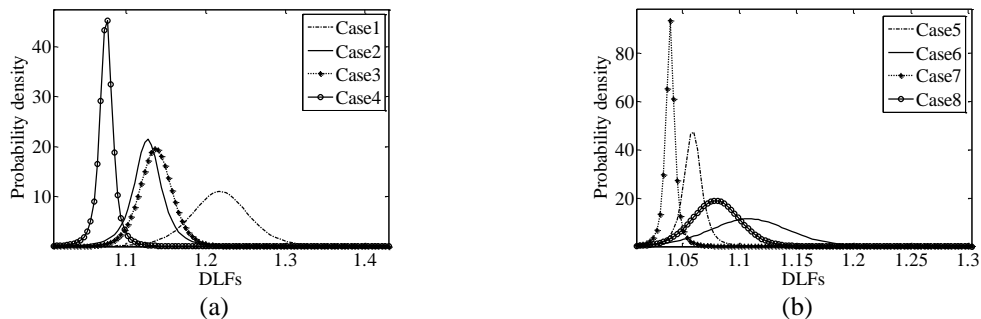 Probability density
40
30
20
10
1.1
1.2
1.3
1.4
DLFs
Case1
Case2
Case3
Case4
(a)
Probability density
80
60
40
20
1.05
1.1
1.15
1.2
1.25
1.3
DLFs
Case5
Case6
Case7
Case8
(b)